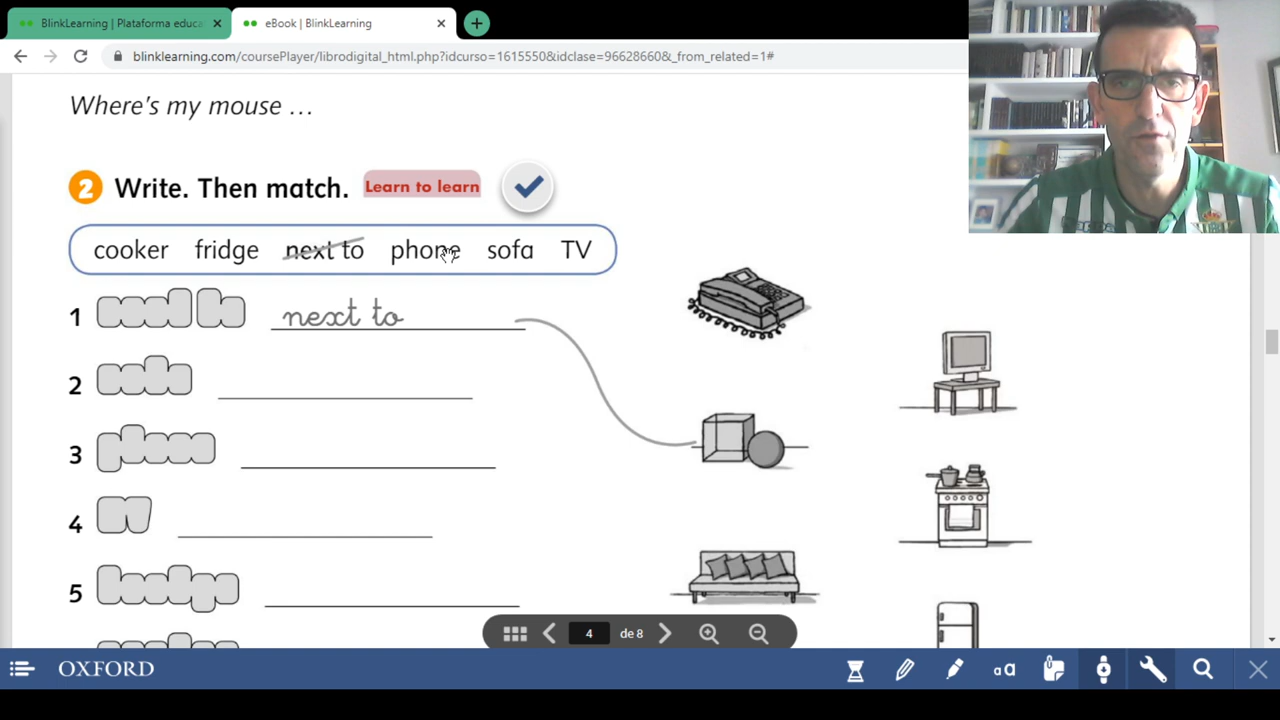 BlinkLearning | Plataforma educa
eBook | BlinkLearning
blinklearning.com/coursePlayer/librodigital_html.php?idcurso=1615550&idclase=96628660&_from_related=1#
Where's my mouse …
2 Write. Then match. Learn to learn
cooker fridge next to phone sofa TV
1 next to
2
3
4
5
4 de 8
OXFORD
aa